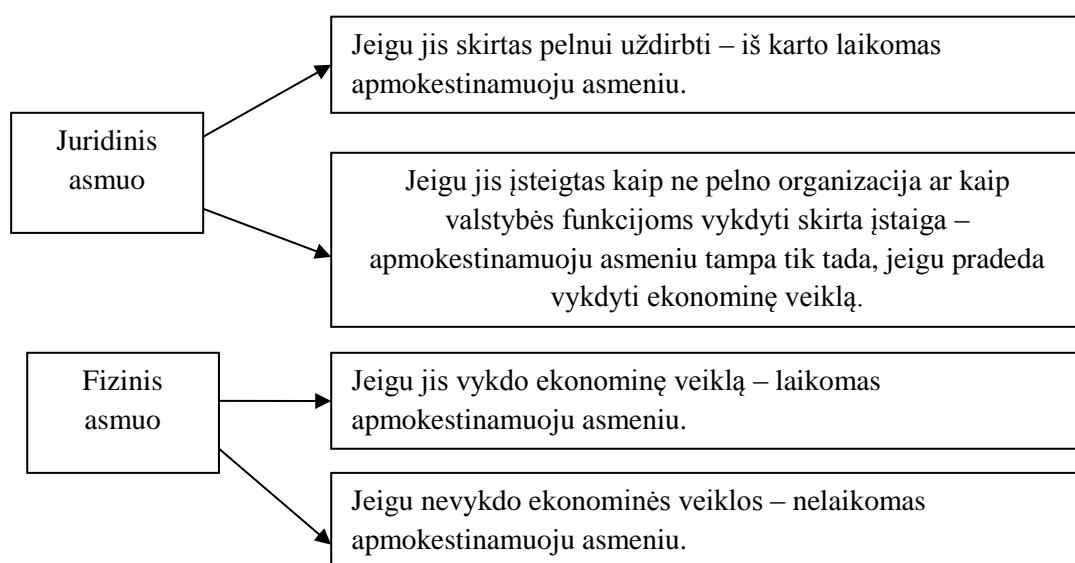 Jeigu jis skirtas pelnui uždirbti – iš karto laikomas
apmokestinamuoju asmeniu.
Juridinis
asmuo
Jeigu jis įsteigtas kaip ne pelno organizacija ar kaip
valstybės funkcijoms vykdyti skirta įstaiga –
apmokestinamuoju asmeniu tampa tik tada, jeigu pradeda
vykdyti ekonominę veiklą.
Fizinis
asmuo
Jeigu jis vykdo ekonominę veiklą – laikomas
apmokestinamuoju asmeniu.
Jeigu nevykdo ekonominės veiklos – nelaikomas
apmokestinamuoju asmeniu.